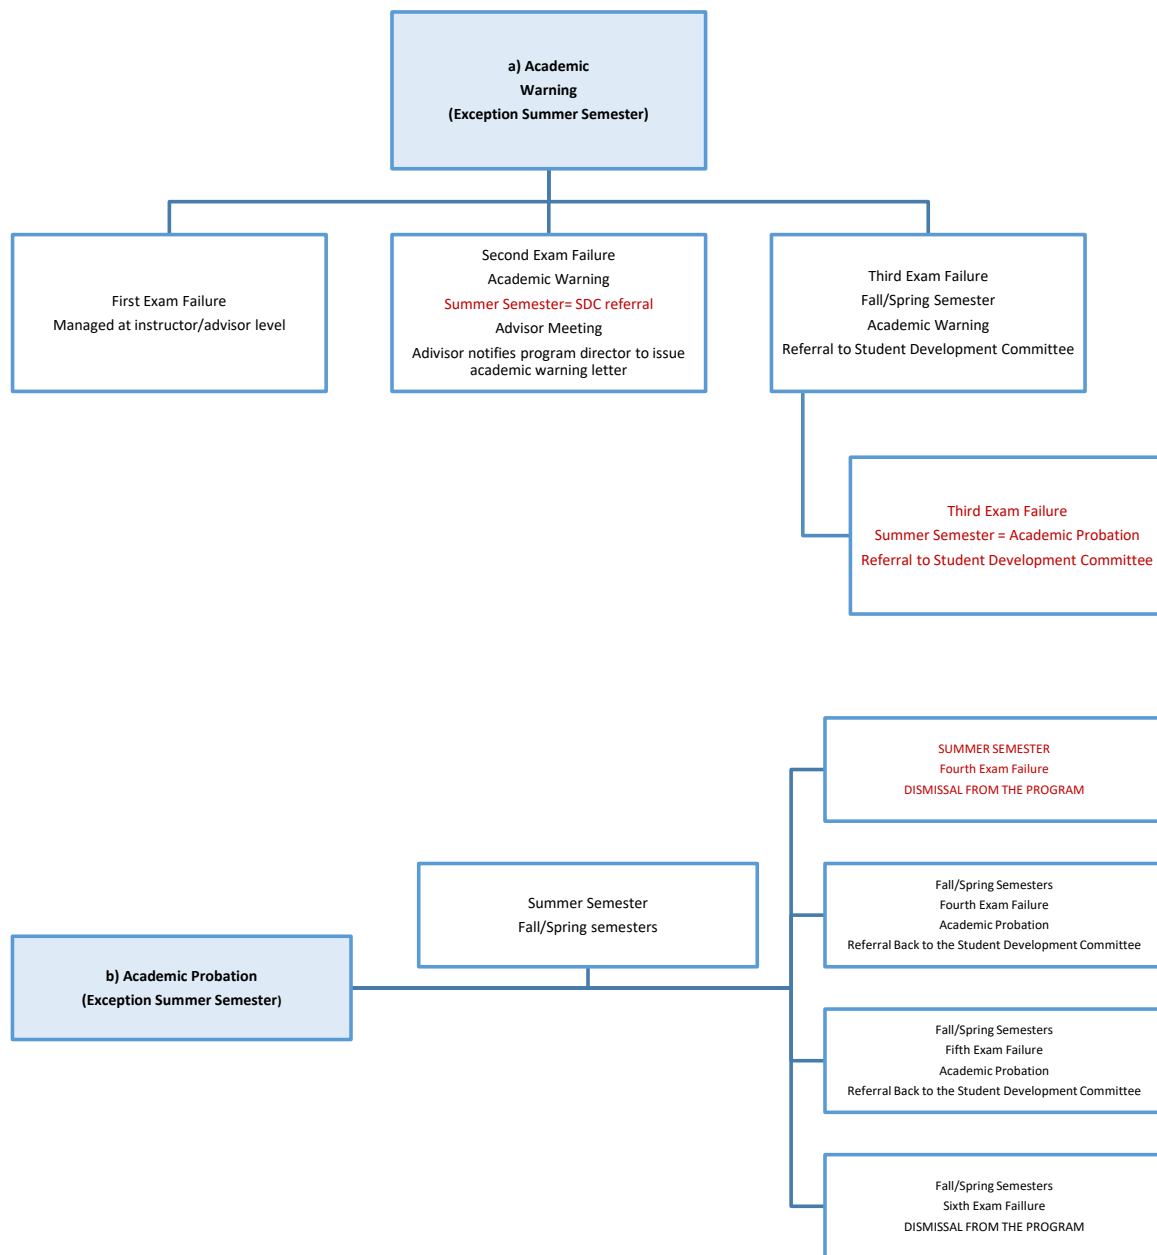 a) Academic
Warning
(Exception Summer Semester)
First Exam Failure
Managed at instructor/advisor level
Second Exam Failure
Academic Warning
Summer Semester= SDC referral
Advisor Meeting
Adivisor notifies program director to issue
academic warning letter
Third Exam Failure
Fall/Spring Semester
Academic Warning
Referral to Student Development Committee
Third Exam Failure
Summer Semester = Academic Probation
Referral to Student Development Committee
b) Academic Probation
(Exception Summer Semester)
Summer Semester
Fall/Spring semesters
SUMMER SEMESTER
Fourth Exam Failure
DISMISSAL FROM THE PROGRAM
Fall/Spring Semesters
Fourth Exam Failure
Academic Probation
Referral Back to the Student Development Committee
Fall/Spring Semesters
Fifth Exam Failure
Academic Probation
Referral Back to the Student Development Committee
Fall/Spring Semesters
Sixth Exam Faillure
DISMISSAL FROM THE PROGRAM